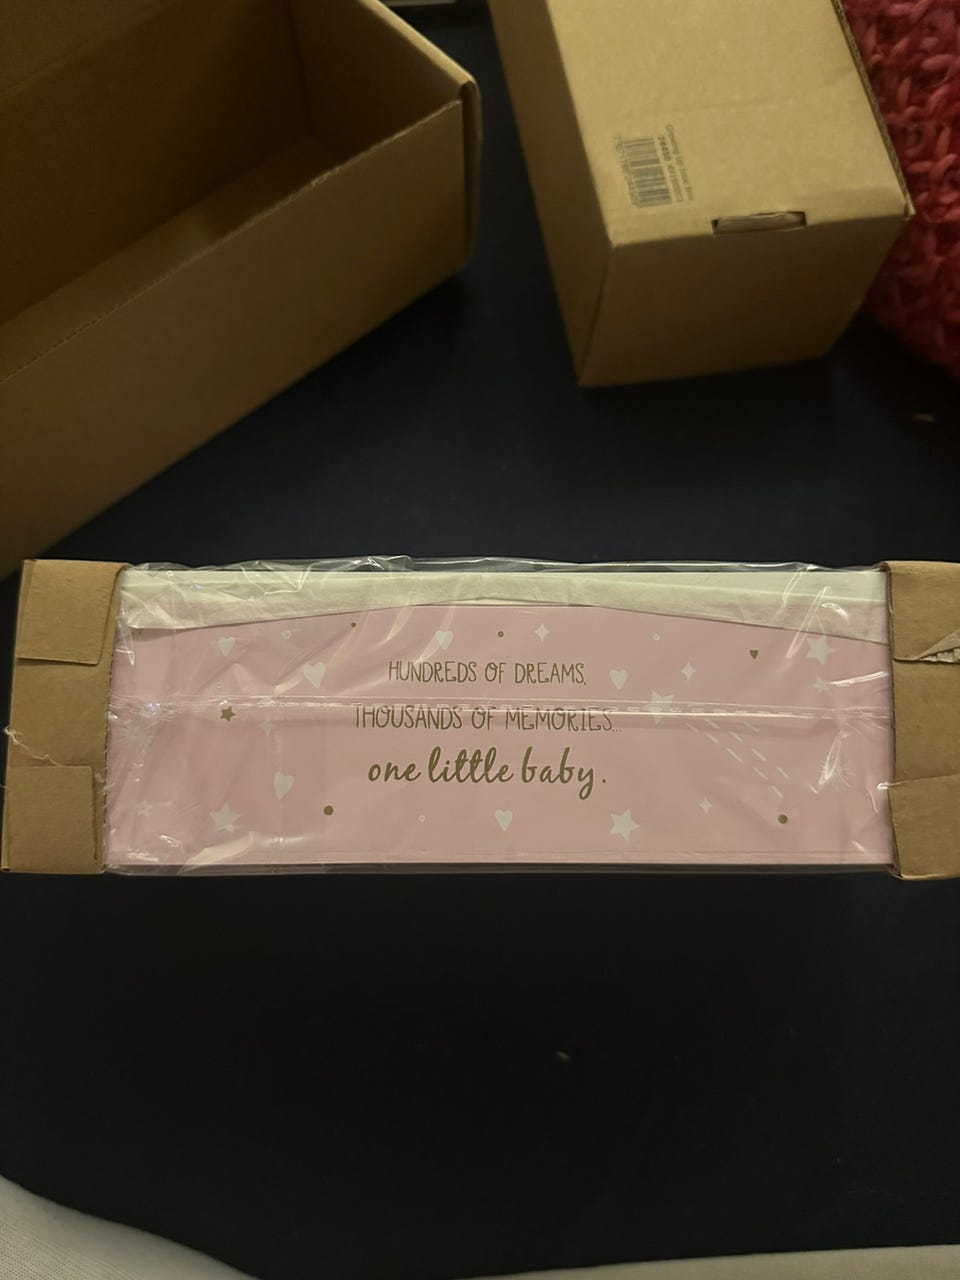 HUNDREDS OF DREAMS,
THOUSANDS OF MEMORIES...
one little baby.